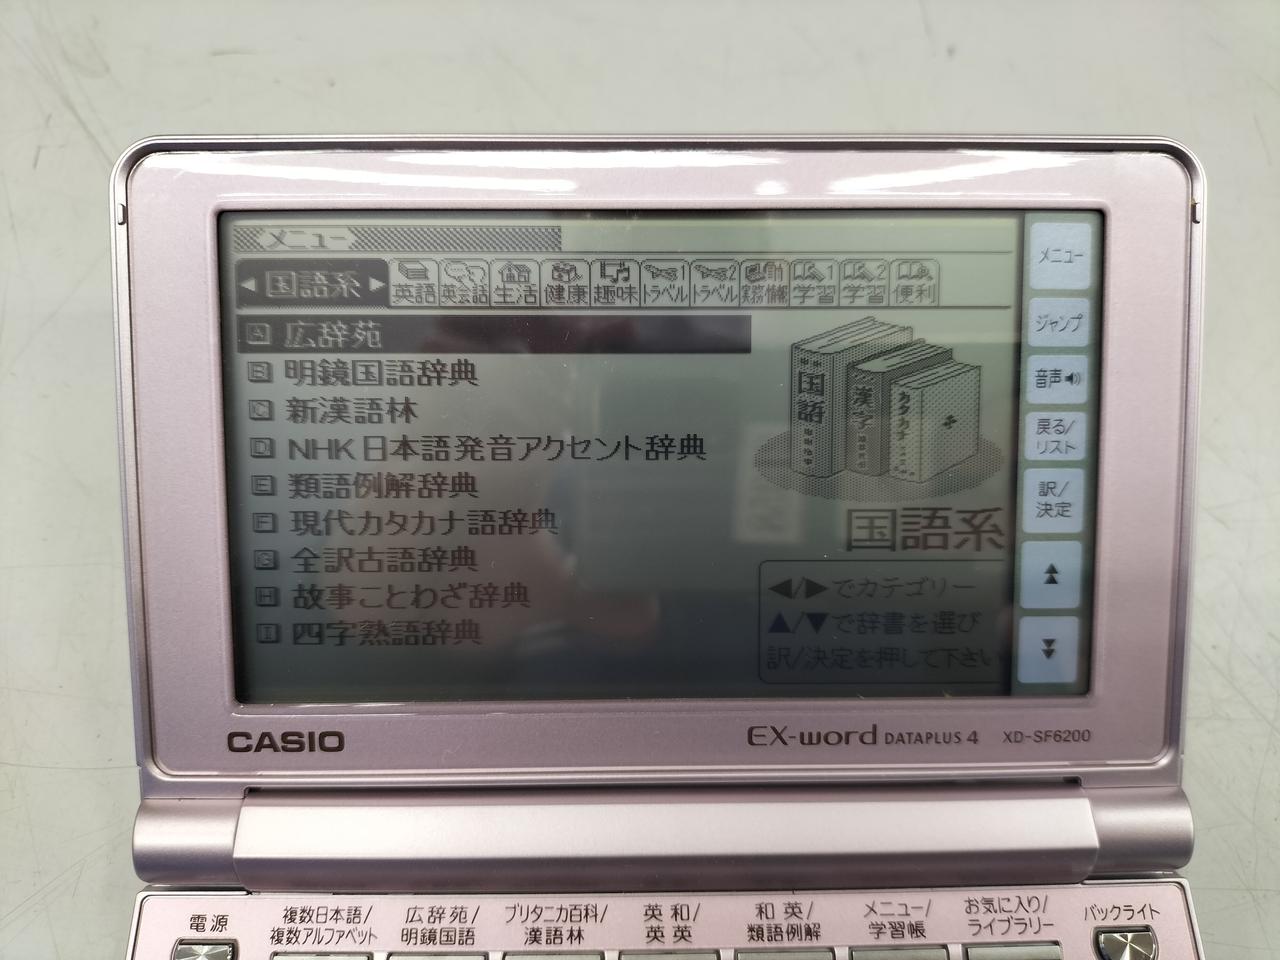 メニュー
国語系
英語 英会話 生活 健康 趣味 トラベル1 トラベル2 実務情報 学習1 学習2 便利
A 広辞苑
B 明鏡国語辞典
C 新漢語林
D NHK日本語発音アクセント辞典
E 類語例解辞典
F 現代カタカナ語辞典
G 全訳古語辞典
H 故事ことわざ辞典
I 四字熟語辞典
国語
漢字
カタカナ
国語系
◀/▶でカテゴリー
▲/▼で辞書を選び
訳/決定を押して下さい
メニュー
ジャンプ
音声
戻る/
リスト
訳/
決定
CASIO
EX-word DATAPLUS 4 XD-SF6200
電源
複数日本語/
複数アルファベット
広辞苑/
明鏡国語
ブリタニカ百科/
漢語林
英和/
英英
和英/
類語例解
メニュー/
学習帳
お気に入り/
ライブラリー
バックライト